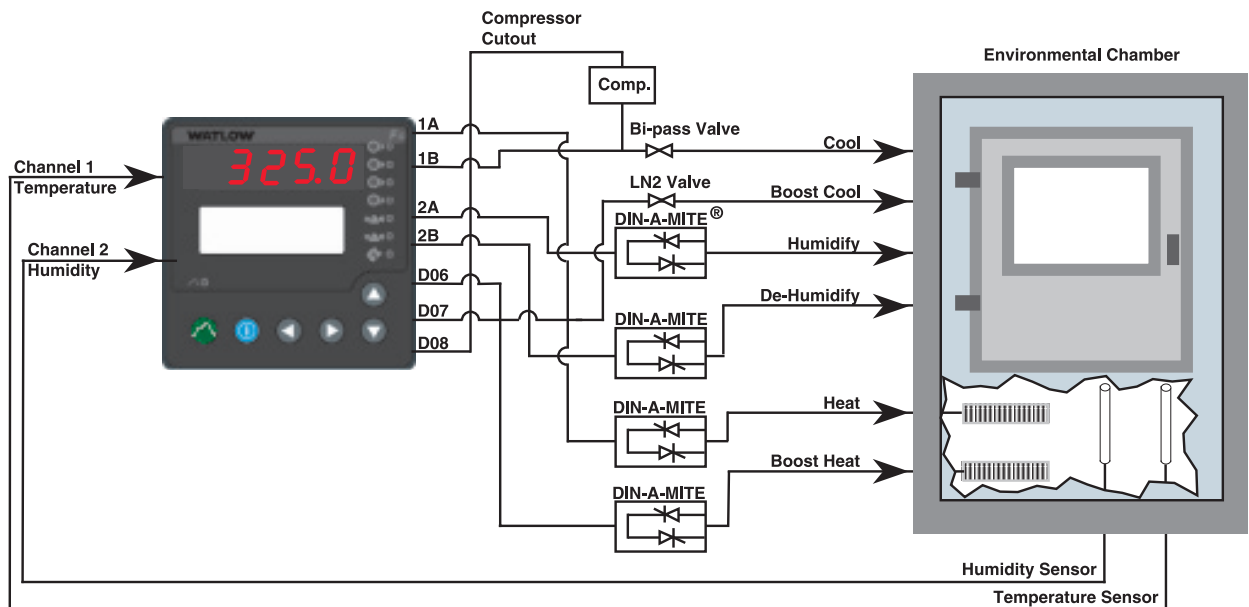 Compressor
Cutout
Environmental Chamber
Comp.
WATLOW
325.0
1A
Bi-pass Valve
Cool
Channel 1
Temperature
1B
LN2 Valve
Boost Cool
2A
DIN-A-MITE®
Humidify
2B
Channel 2
Humidity
De-Humidify
D06
D07
DIN-A-MITE
D08
DIN-A-MITE
Heat
Boost Heat
DIN-A-MITE
Humidity Sensor
Temperature Sensor